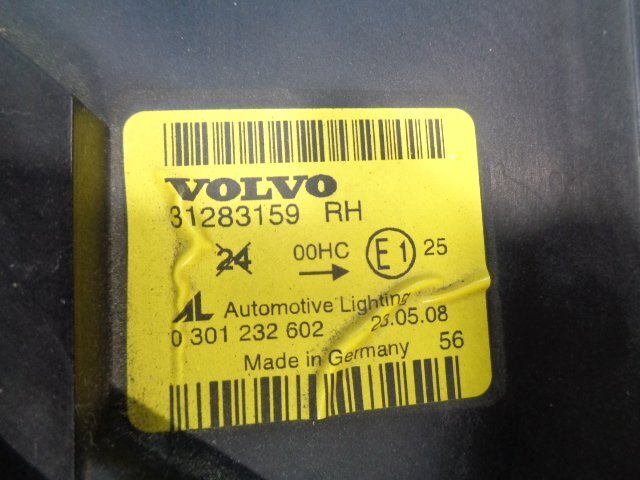 VOLVO
31283159 RH
24 00HC E1 25
AL Automotive Lighting
0 301 232 602 26.05.08
Made in Germany 56